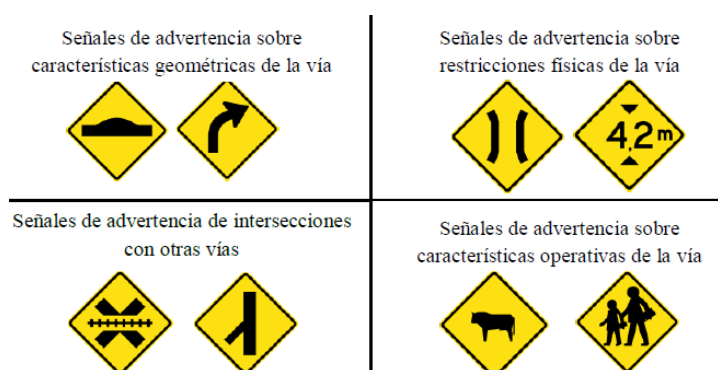 Señales de advertencia sobre
características geométricas de la vía
Señales de advertencia sobre
restricciones físicas de la vía
4,2 m
Señales de advertencia de intersecciones
con otras vías
Señales de advertencia sobre
características operativas de la vía